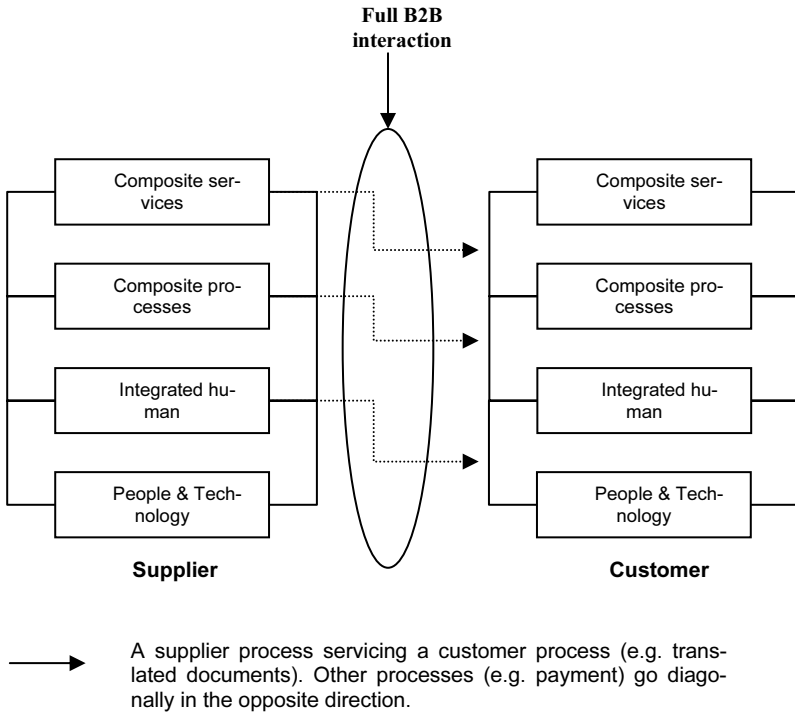 Full B2B
interaction
Composite ser-
vices
Composite pro-
cesses
Integrated hu-
man
People & Tech-
nology
Supplier
Composite ser-
vices
Composite pro-
cesses
Integrated hu-
man
People & Tech-
nology
Customer
A supplier process servicing a customer process (e.g. trans-
lated documents). Other processes (e.g. payment) go diago-
nally in the opposite direction.